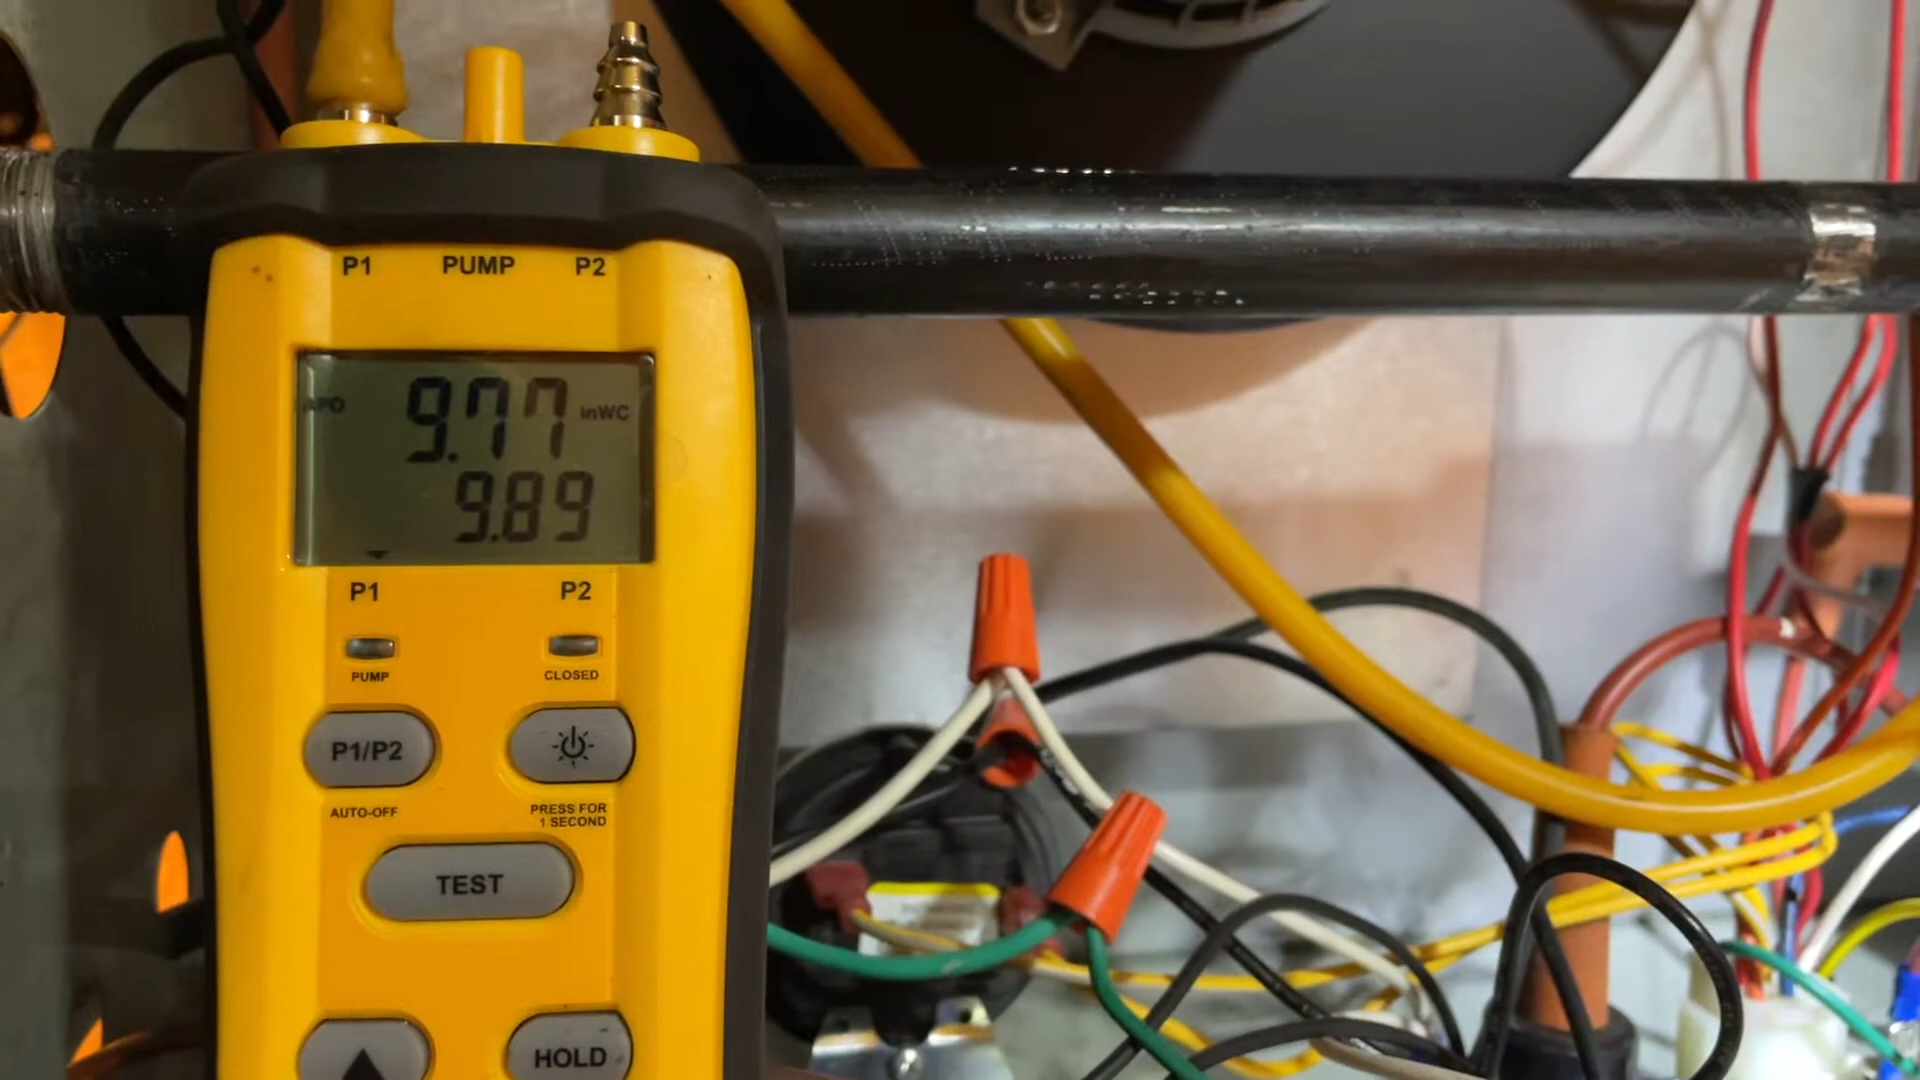 P1 PUMP P2
APO 9.77 inWC
9.89
P1 P2
PUMP CLOSED
P1/P2
AUTO-OFF PRESS FOR
1 SECOND
TEST
HOLD